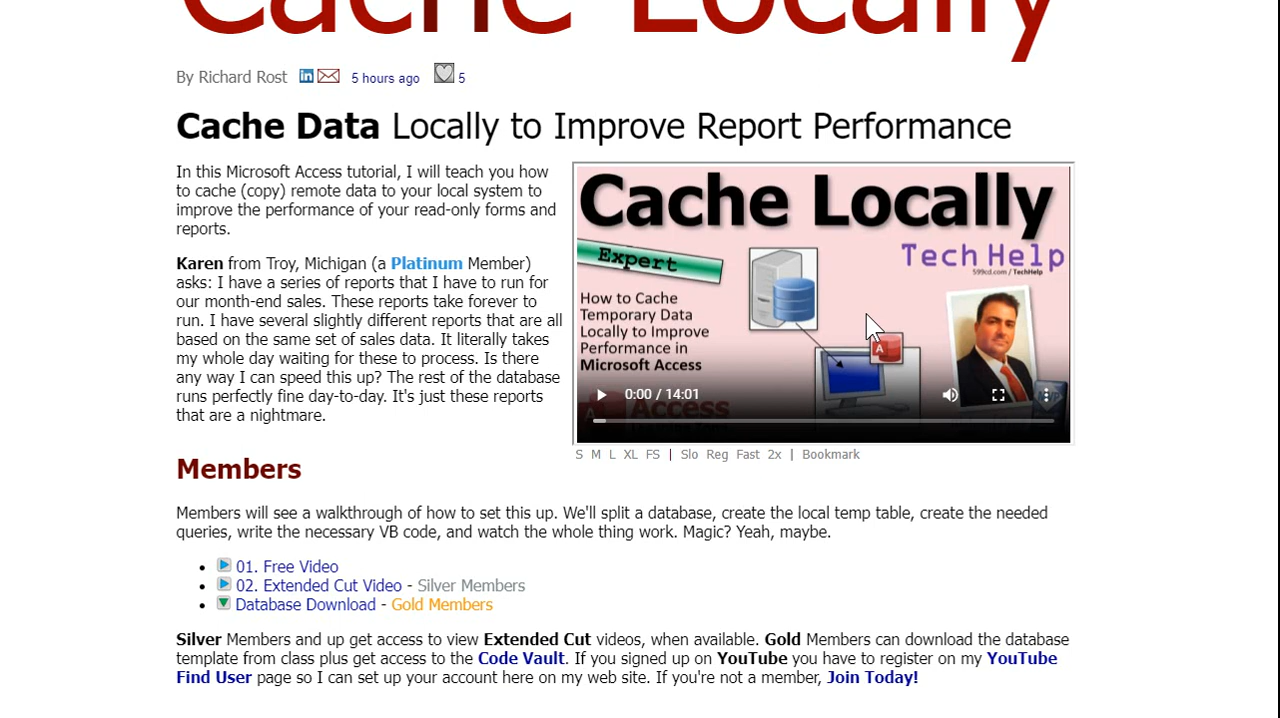 Cache Locally
By Richard Rost in 5 hours ago 5
Cache Data Locally to Improve Report Performance
In this Microsoft Access tutorial, I will teach you how
to cache (copy) remote data to your local system to
improve the performance of your read-only forms and
reports.
Karen from Troy, Michigan (a Platinum Member)
asks: I have a series of reports that I have to run for
our month-end sales. These reports take forever to
run. I have several slightly different reports that are all
based on the same set of sales data. It literally takes
my whole day waiting for these to process. Is there
any way I can speed this up? The rest of the database
runs perfectly fine day-to-day. It's just these reports
that are a nightmare.
Cache Locally
Expert
TechHelp
599cd.com / TechHelp
How to Cache
Temporary Data
Locally to Improve
Performance in
Microsoft Access
A
0:00 / 14:01
A Access
S M L XL FS | Slo Reg Fast 2x | Bookmark
Members
Members will see a walkthrough of how to set this up. We'll split a database, create the local temp table, create the needed
queries, write the necessary VB code, and watch the whole thing work. Magic? Yeah, maybe.
• 01. Free Video
• 02. Extended Cut Video - Silver Members
• Database Download - Gold Members
Silver Members and up get access to view Extended Cut videos, when available. Gold Members can download the database
template from class plus get access to the Code Vault. If you signed up on YouTube you have to register on my YouTube
Find User page so I can set up your account here on my web site. If you're not a member, Join Today!